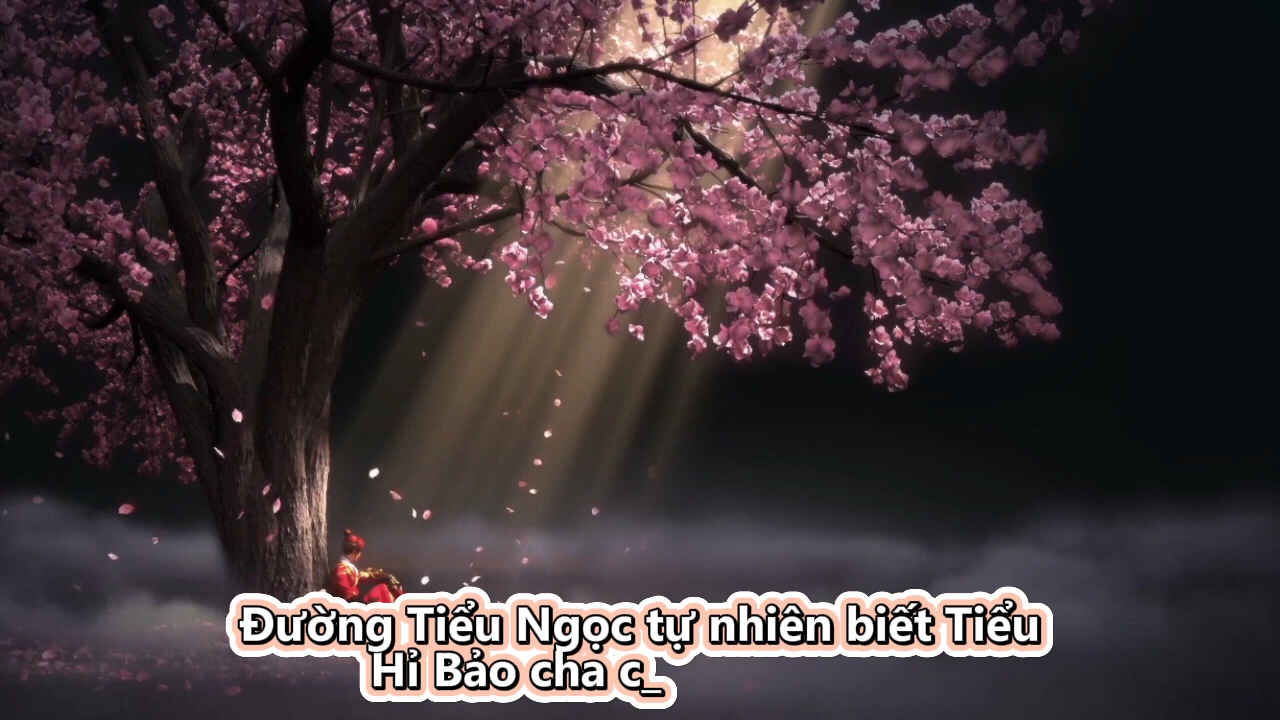 Đường Tiểu Ngọc tự nhiên biết Tiểu
Hỉ Bảo cha c_